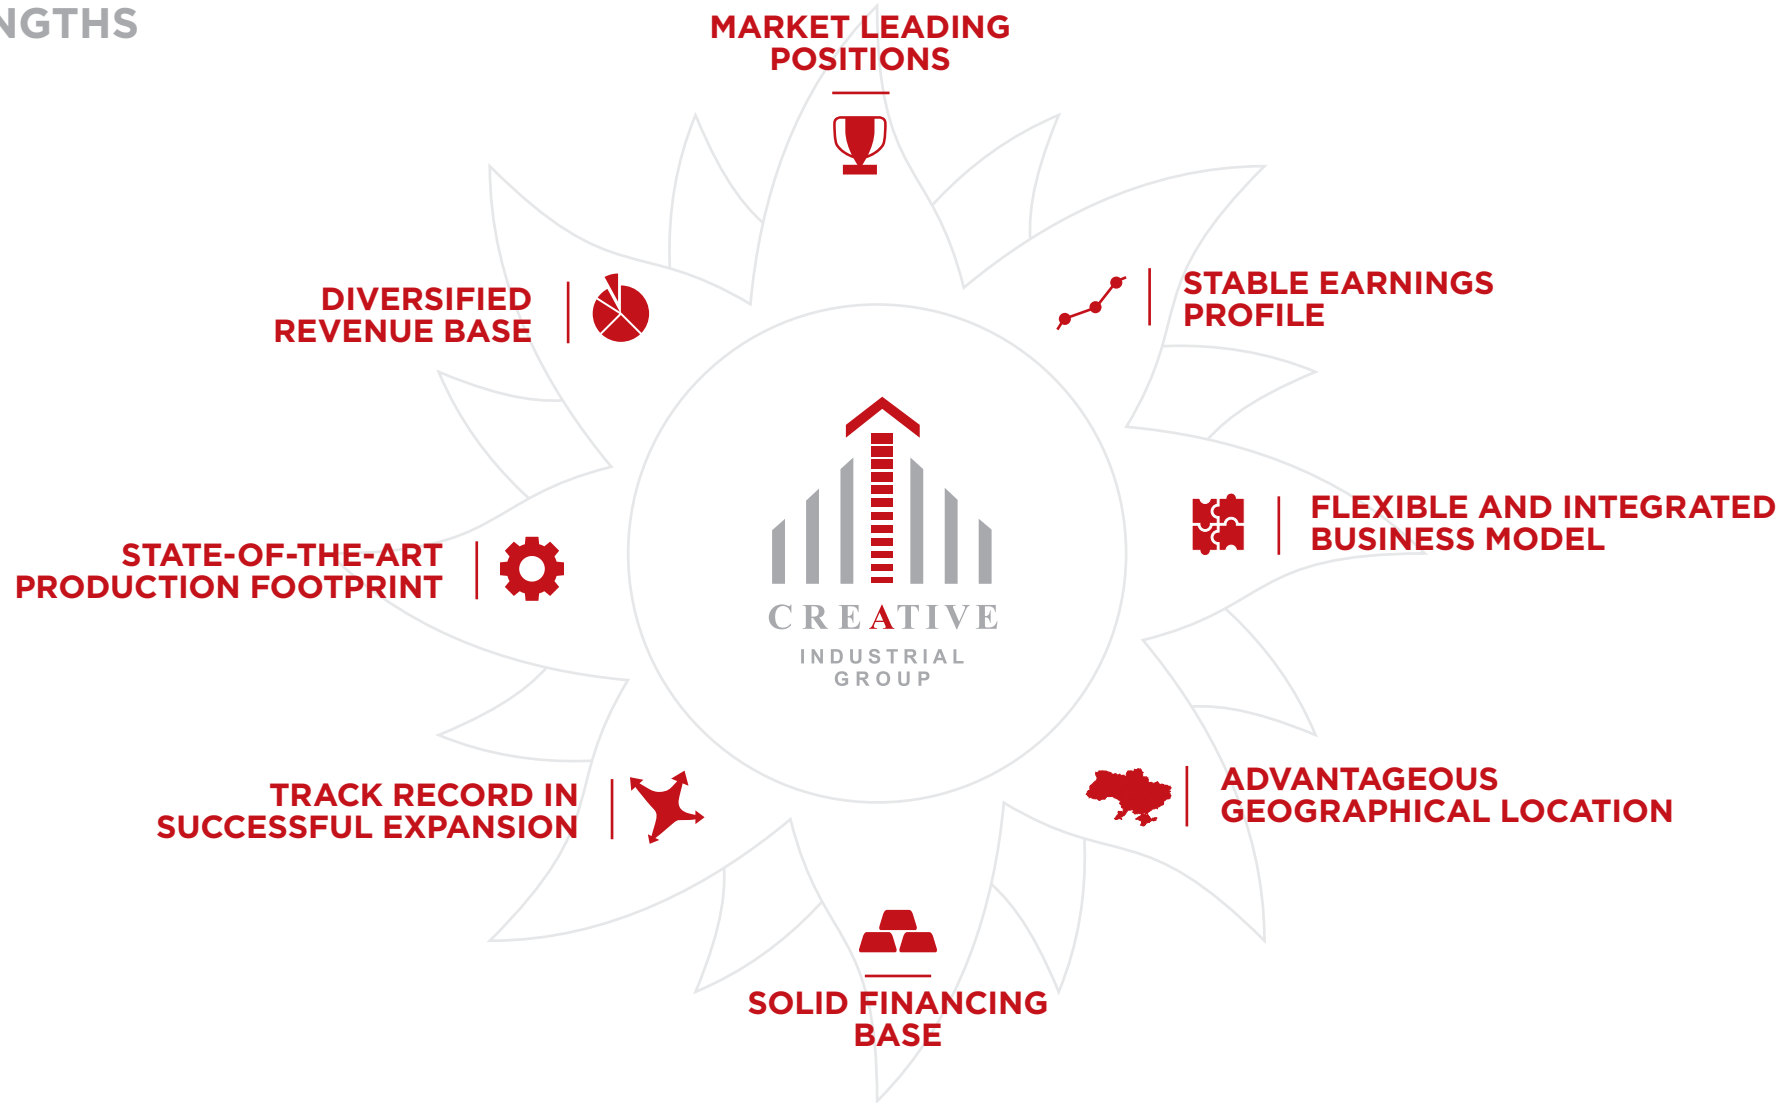 NGTHS
MARKET LEADING
POSITIONS
DIVERSIFIED
REVENUE BASE
STABLE EARNINGS
PROFILE
STATE-OF-THE-ART
PRODUCTION FOOTPRINT
FLEXIBLE AND INTEGRATED
BUSINESS MODEL
CREATIVE
INDUSTRIAL
GROUP
TRACK RECORD IN
SUCCESSFUL EXPANSION
ADVANTAGEOUS
GEOGRAPHICAL LOCATION
SOLID FINANCING
BASE